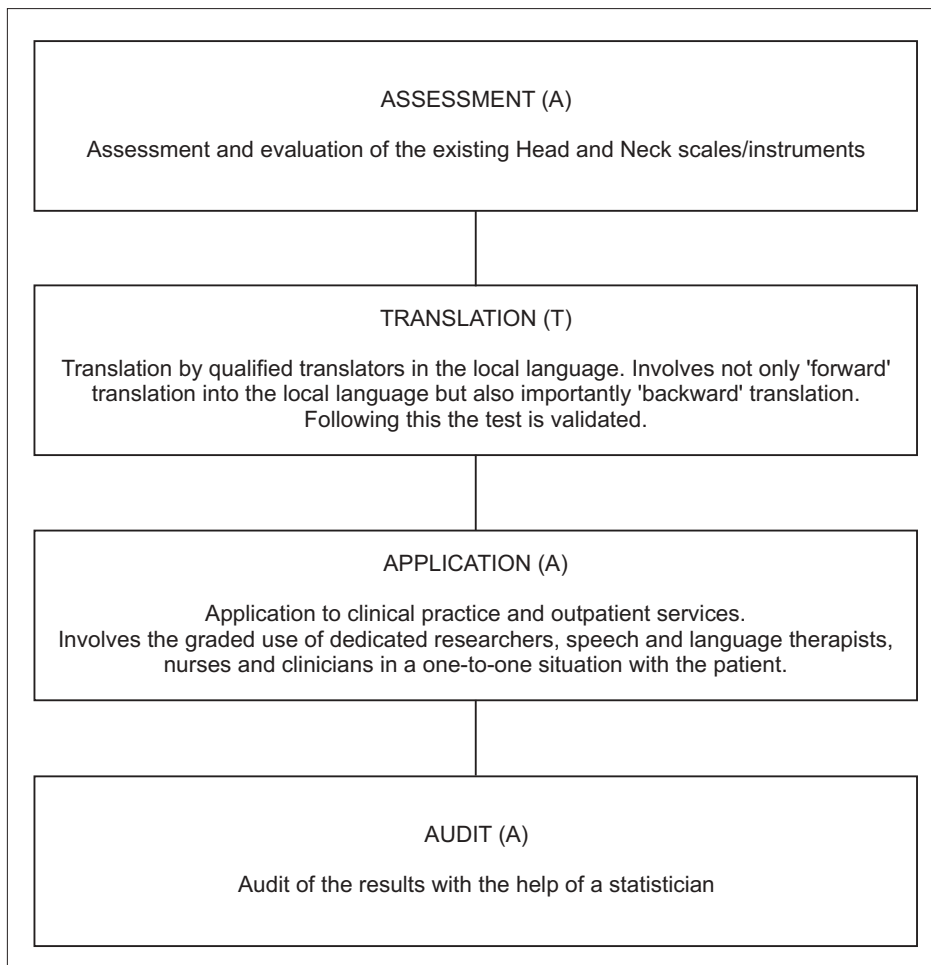 ASSESSMENT (A)
Assessment and evaluation of the existing Head and Neck scales/instruments
TRANSLATION (T)
Translation by qualified translators in the local language. Involves not only 'forward'
translation into the local language but also importantly 'backward' translation.
Following this the test is validated.
APPLICATION (A)
Application to clinical practice and outpatient services.
Involves the graded use of dedicated researchers, speech and language therapists,
nurses and clinicians in a one-to-one situation with the patient.
AUDIT (A)
Audit of the results with the help of a statistician